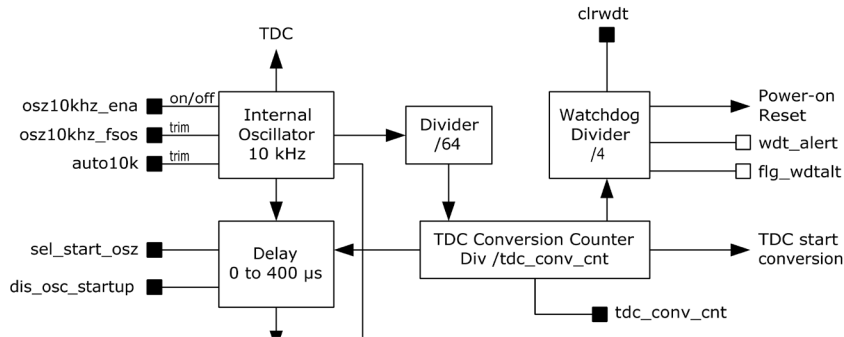 clrwdt
TDC
osz10khz_ena
on/off
osz10khz_fsos
trim
auto10k
trim
Internal
Oscillator
10 kHz
Divider
/64
Watchdog
Divider
/4
Power-on
Reset
wdt_alert
flg_wdtalt
sel_start_osz
dis_osc_startup
Delay
0 to 400 µs
TDC Conversion Counter
Div /tdc_conv_cnt
TDC start
conversion
tdc_conv_cnt